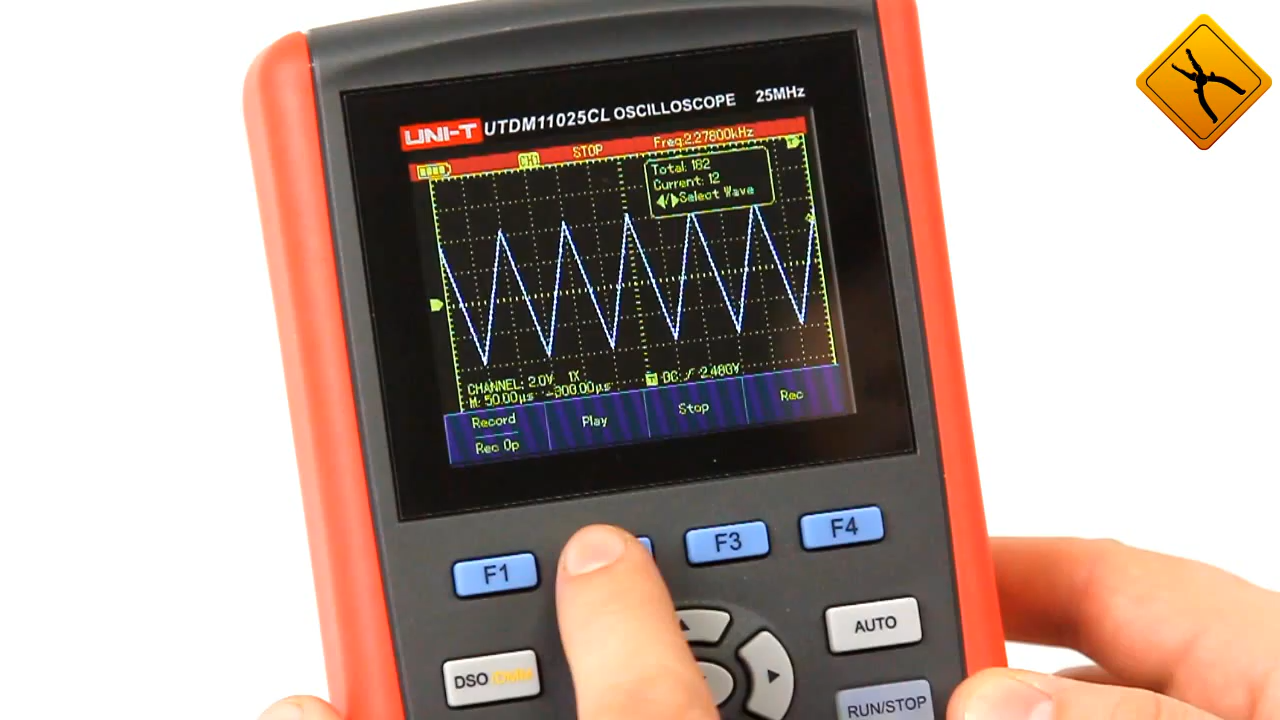 UNI-T UTDM11025CL OSCILLOSCOPE 25MHz
CH1 STOP Freq:2.27800kHz
Total: 182
Current: 12
Select Wave
CHANNEL: 2.0V 1X
M: 50.00µs -300.00µs T DC: 2.480V
Record Play Stop Rec
Rec Op
F1 F3 F4
AUTO
DSO/DMM
RUN/STOP